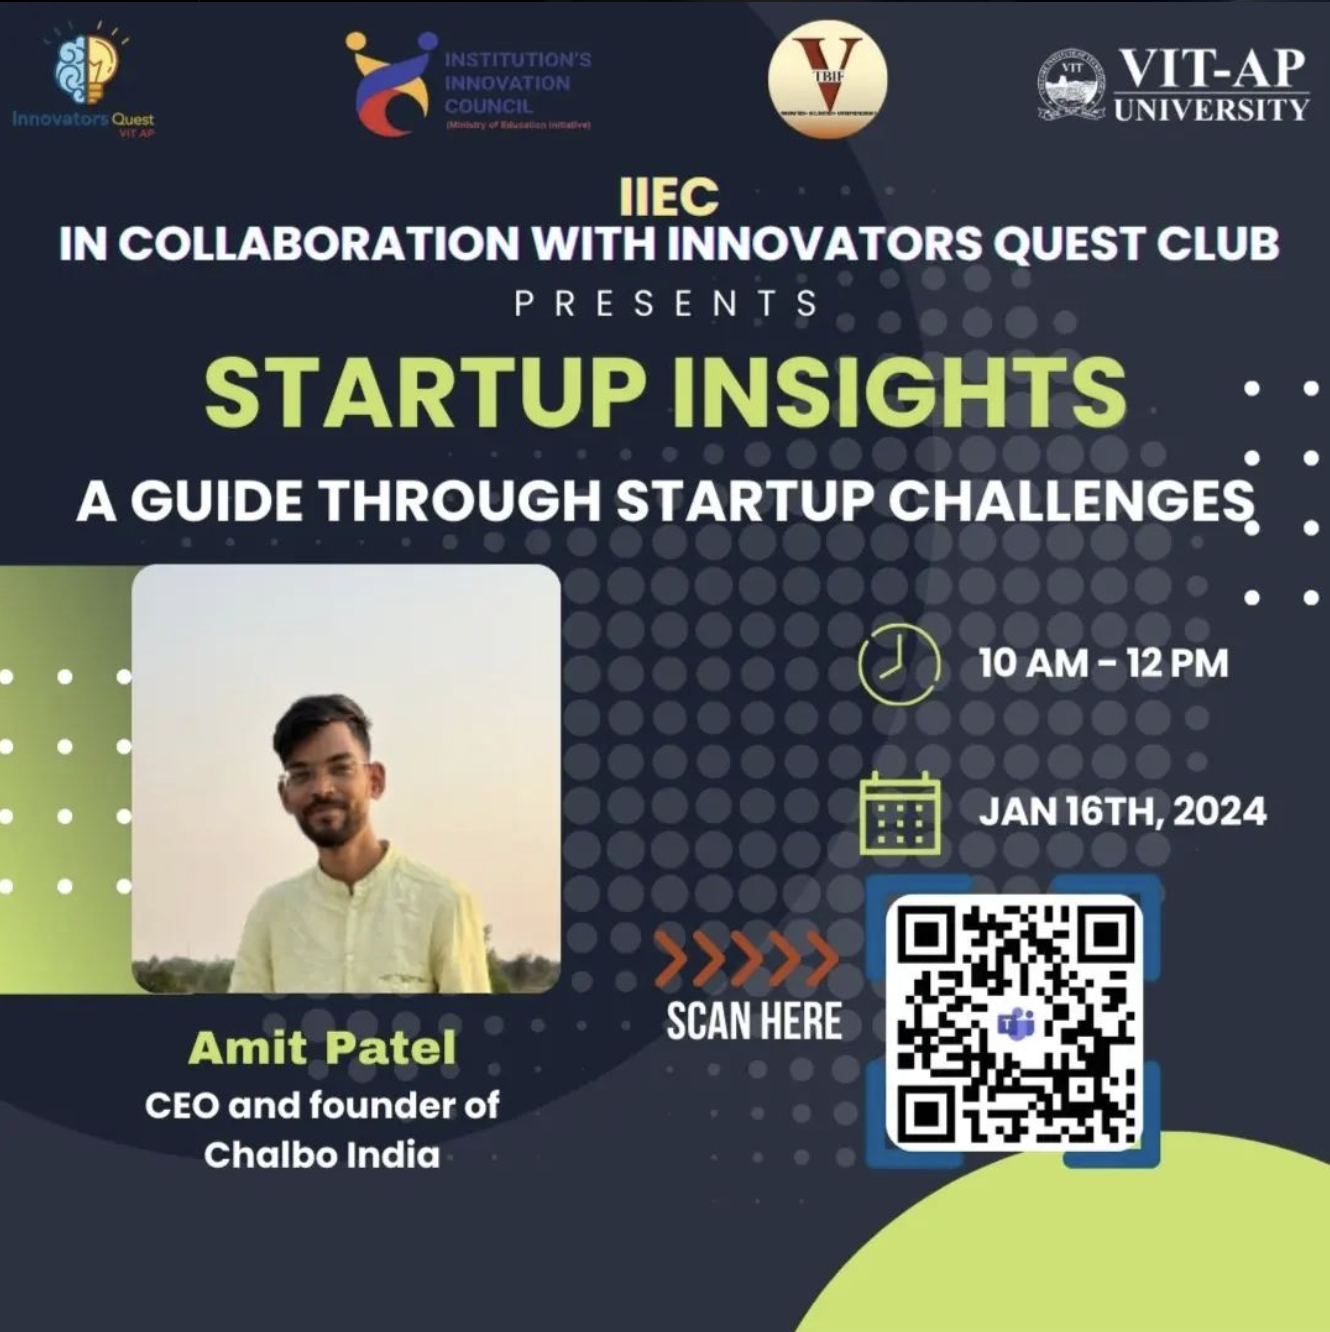 Innovators Quest
VIT AP
INSTITUTION'S
INNOVATION
COUNCIL
(Ministry of Education Initiative)
V
TBIF
VIT
VIT-AP
UNIVERSITY
IIEC
IN COLLABORATION WITH INNOVATORS QUEST CLUB
PRESENTS
STARTUP INSIGHTS
A GUIDE THROUGH STARTUP CHALLENGES
10 AM – 12 PM
JAN 16TH, 2024
SCAN HERE
T
Amit Patel
CEO and founder of
Chalbo India